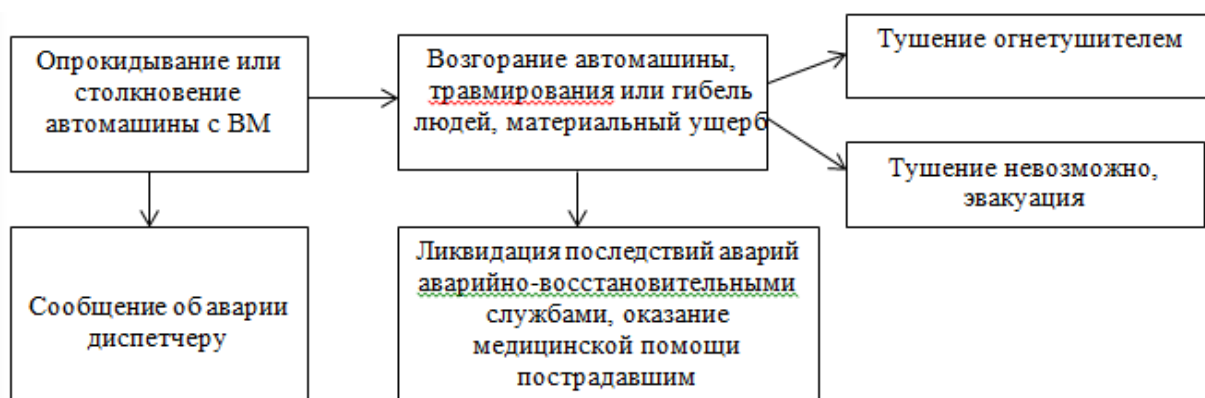 Опрокидывание или
столкновение
автомашины с ВМ
Возгорание автомашины,
травмирования или гибель
людей, материальный ущерб
Тушение огнетушителем
Тушение невозможно,
эвакуация
Сообщение об аварии
диспетчеру
Ликвидация последствий аварий
аварийно-восстановительными
службами, оказание
медицинской помощи
пострадавшим